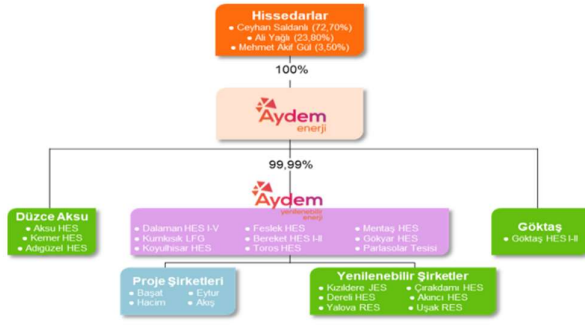 Hissedarlar
● Ceyhan Saldanlı (72,70%)
● Ali Yağlı (23,80%)
● Mehmet Akif Gül (3,50%)
100%
Aydem
enerji
99,99%
Düzce Aksu
● Aksu HES
● Kemer HES
● Adıgüzel HES
Aydem
yenilenebilir
enerji
● Dalaman HES I-V ● Feslek HES ● Mentaş HES
● Kumkısık LFG ● Bereket HES I-II ● Gökyar HES
● Koyulhisar HES ● Toros HES ● Parlasolar Tesisi
Göktaş
● Göktaş HES I-II
Proje Şirketleri
● Başat ● Eytur
● Hacim ● Akış
Yenilenebilir Şirketler
● Kızıldere JES ● Çırakdamı HES
● Dereli HES ● Akıncı HES
● Yalova RES ● Uşak RES